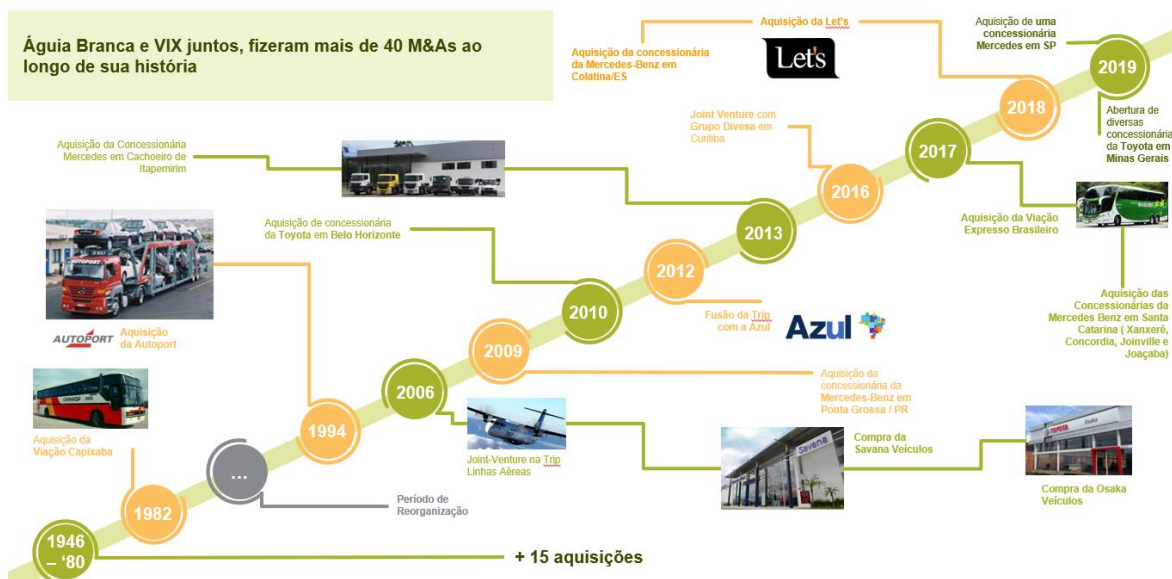 Águia Branca e VIX juntos, fizeram mais de 40 M&As ao
longo de sua história
Aquisição da concessionária
da Mercedes-Benz em
Colatina/ES
Aquisição da Let's
Let's
Aquisição de uma
concessionária
Mercedes em SP
2019
2018
Abertura de
diversas
concessionária
da Toyota em
Minas Gerais
Joint Venture com
Grupo Divesa em
Curitiba
2017
2016
Aquisição da Viação
Expresso Brasileiro
Aquisição das
Concessionárias da
Mercedes Benz em Santa
Catarina ( Xanxerê,
Concordia, Joinville e
Joaçaba)
Aquisição da Concessionária
Mercedes em Cachoeiro de
Itapemirim
2013
Aquisição de concessionária
da Toyota em Belo Horizonte
2012
Fusão da Trip
com a Azul
Azul
2010
AUTOPORT
AUTOPORT
Aquisição
da Autoport
2009
Aquisição da
concessionária da
Mercedes-Benz em
Ponta Grossa / PR
2006
Joint-Venture na Trip
Linhas Aéreas
Savana
Compra da
Savana Veículos
TOYOTA
Osaka
Compra da Osaka
Veículos
1994
Aquisição da
Viação Capixaba
...
Período de
Reorganização
1982
1946
– ‘80
+ 15 aquisições